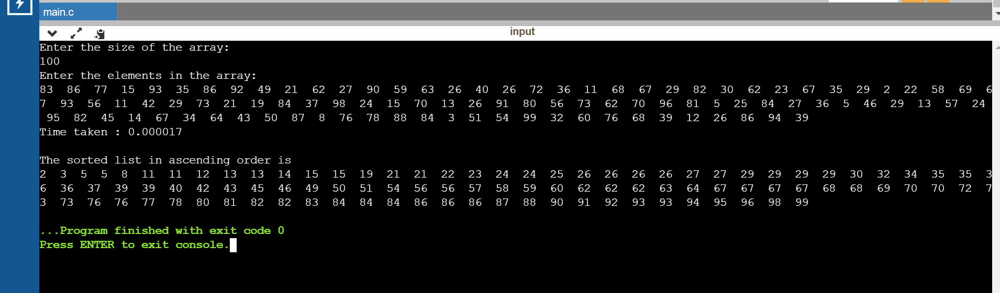 main.c
input
Enter the size of the array:
100
Enter the elements in the array:
83  86  77  15  93  35  86  92  49  21  62  27  90  59  63  26  40  26  72  36  11  68  67  29  82  30  62  23  67  35  29  2  22  58  69  6
7  93  56  11  42  29  73  21  19  84  37  98  24  15  70  13  26  91  80  56  73  62  70  96  81  5  25  84  27  36  5  46  29  13  57  24
95  82  45  14  67  34  64  43  50  87  8  76  78  88  84  3  51  54  99  32  60  76  68  39  12  26  86  94  39
Time taken : 0.000017
The sorted list in ascending order is
2  3  5  5  8  11  11  12  13  13  14  15  15  19  21  21  22  23  24  24  25  26  26  26  26  27  27  29  29  29  29  30  32  34  35  35  3
6  36  37  39  39  40  42  43  45  46  49  50  51  54  56  56  57  58  59  60  62  62  62  63  64  67  67  67  67  68  68  69  70  70  72  7
3  73  76  76  77  78  80  81  82  82  83  84  84  84  86  86  86  87  88  90  91  92  93  93  94  95  96  98  99
...Program finished with exit code 0
Press ENTER to exit console.